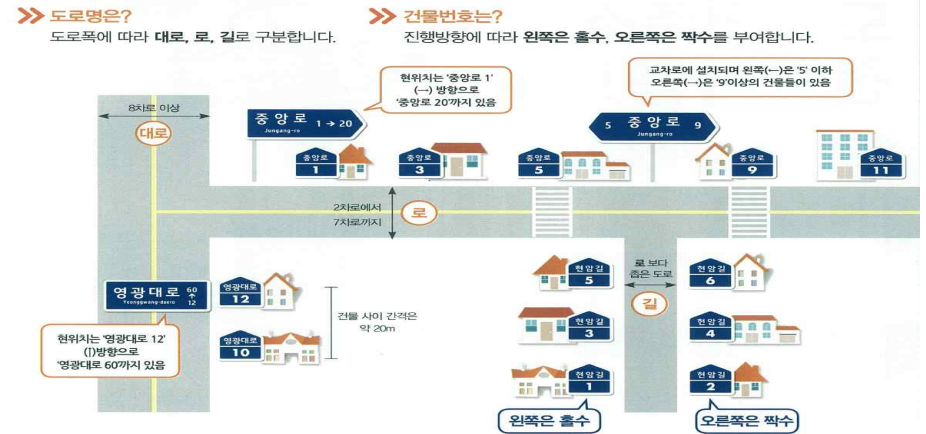 도로명은?
도로폭에 따라 대로, 로, 길로 구분합니다.
건물번호는?
진행방향에 따라 왼쪽은 홀수, 오른쪽은 짝수를 부여합니다.
현위치는 '중앙로 1'
(→) 방향으로
'중앙로 20'까지 있음
교차로에 설치되며 왼쪽(←)은 '5' 이하
오른쪽(→)은 '9'이상의 건물들이 있음
8차로 이상
대로
중앙로 1 → 20
Jungang-ro
5 중앙로 9
Jungang-ro
중앙로
1
중앙로
3
중앙로
5
중앙로
9
중앙로
11
2차로에서
7차로까지
로
영광대로 60
↑
12
Yeonggwang-daero
영광대로
12
영광대로
10
건물 사이 간격은
약 20m
현위치는 '영광대로 12'
(↑)방향으로
'영광대로 60'까지 있음
로 보다
좁은 도로
길
현암길
5
현암길
6
현암길
3
현암길
4
현암길
1
현암길
2
왼쪽은 홀수
오른쪽은 짝수